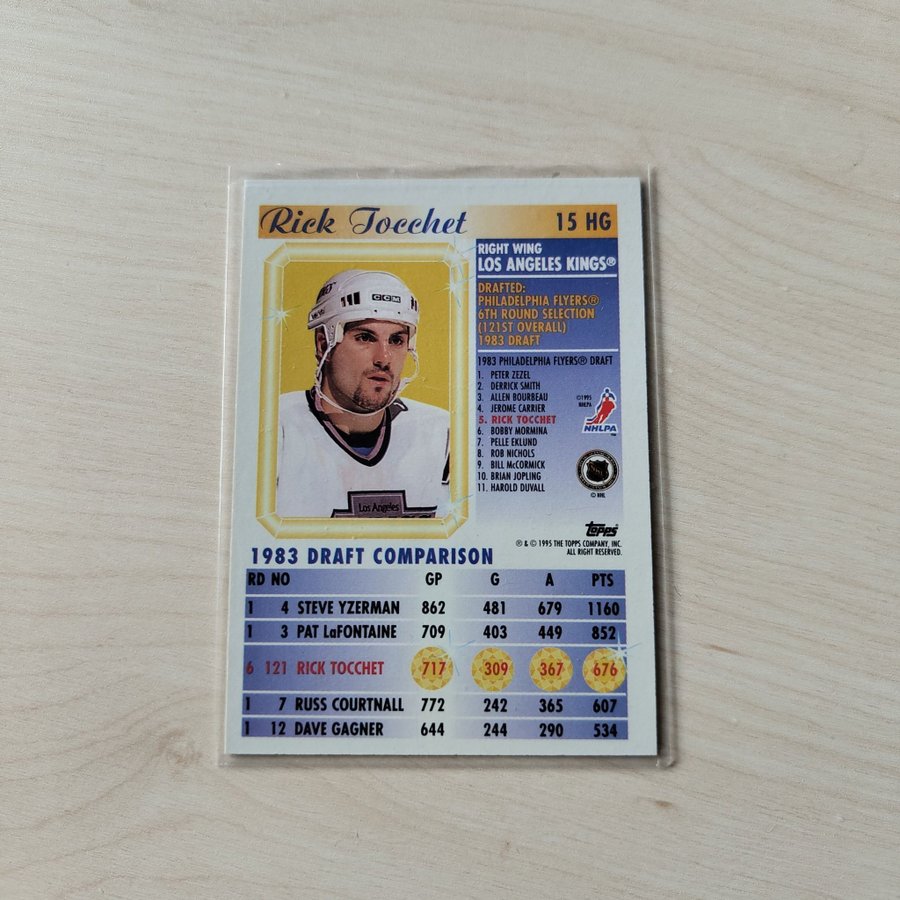 Rick Tocchet
15 HG
CCM
Los Angeles
RIGHT WING
LOS ANGELES KINGS®
DRAFTED:
PHILADELPHIA FLYERS®
6TH ROUND SELECTION
(121ST OVERALL)
1983 DRAFT
1983 PHILADELPHIA FLYERS® DRAFT
1. PETER ZEZEL
2. DERRICK SMITH
3. ALLEN BOURBEAU
4. JEROME CARRIER
5. RICK TOCCHET
6. BOBBY MORMINA
7. PELLE EKLUND
8. ROB NICHOLS
9. BILL McCORMICK
10. BRIAN JOPLING
11. HAROLD DUVALL
©1995
NHLPA
NHLPA
© NHL
Topps
® & © 1995 THE TOPPS COMPANY, INC.
ALL RIGHT RESERVED.
1983 DRAFT COMPARISON
RD NO GP G A PTS
1 4 STEVE YZERMAN 862 481 679 1160
1 3 PAT LaFONTAINE 709 403 449 852
6 121 RICK TOCCHET 717 309 367 676
1 7 RUSS COURTNALL 772 242 365 607
1 12 DAVE GAGNER 644 244 290 534